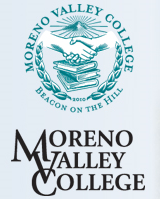 MORENO VALLEY COLLEGE
2010
BEACON ON THE HILL
MORENO
VALLEY
COLLEGE